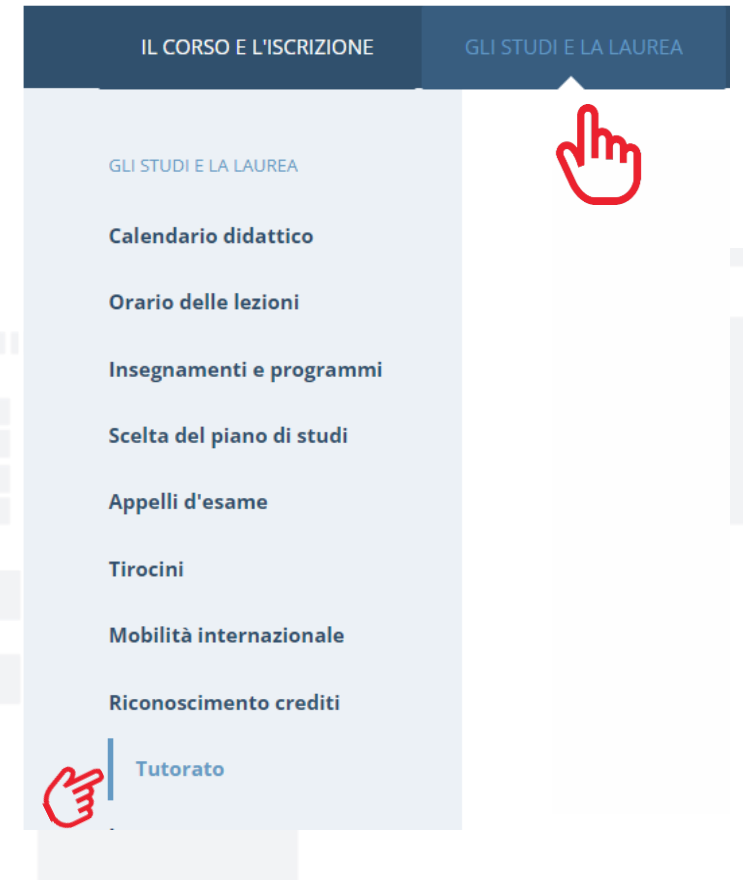 IL CORSO E L'ISCRIZIONE
GLI STUDI E LA LAUREA
GLI STUDI E LA LAUREA
Calendario didattico
Orario delle lezioni
Insegnamenti e programmi
Scelta del piano di studi
Appelli d'esame
Tirocini
Mobilità internazionale
Riconoscimento crediti
Tutorato